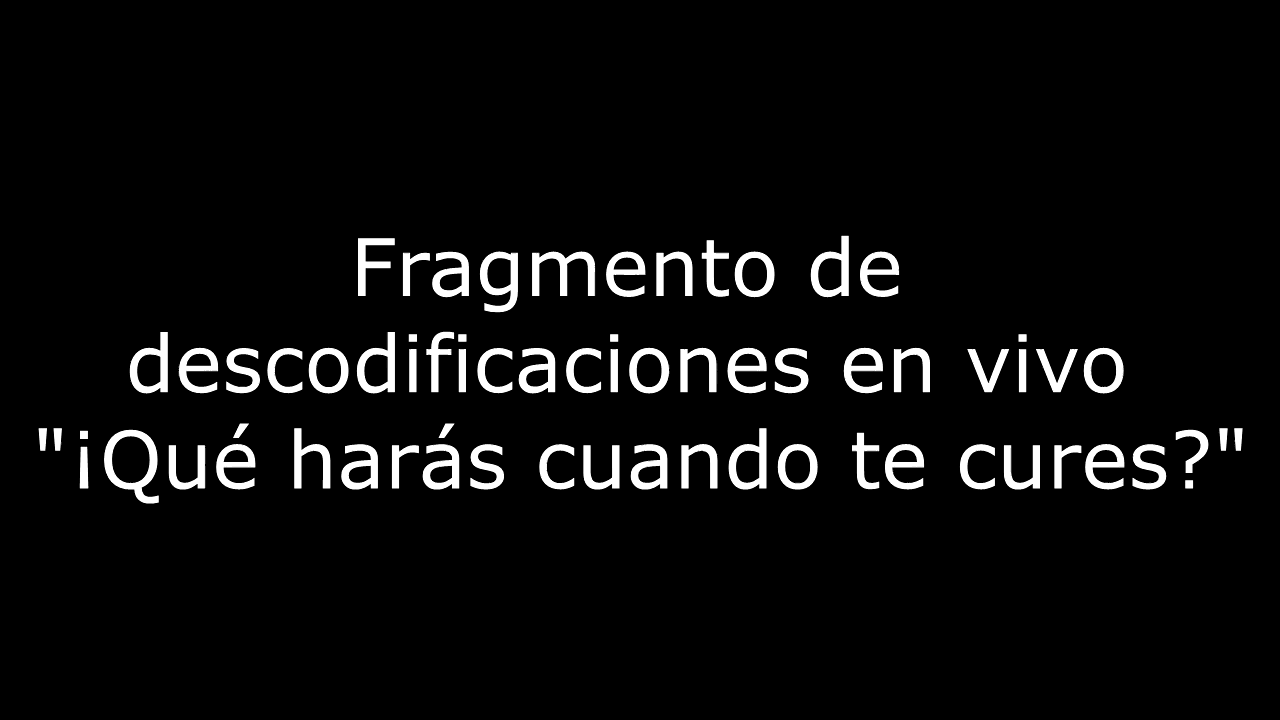 Fragmento de
descodificaciones en vivo
"¡Qué harás cuando te cures?"